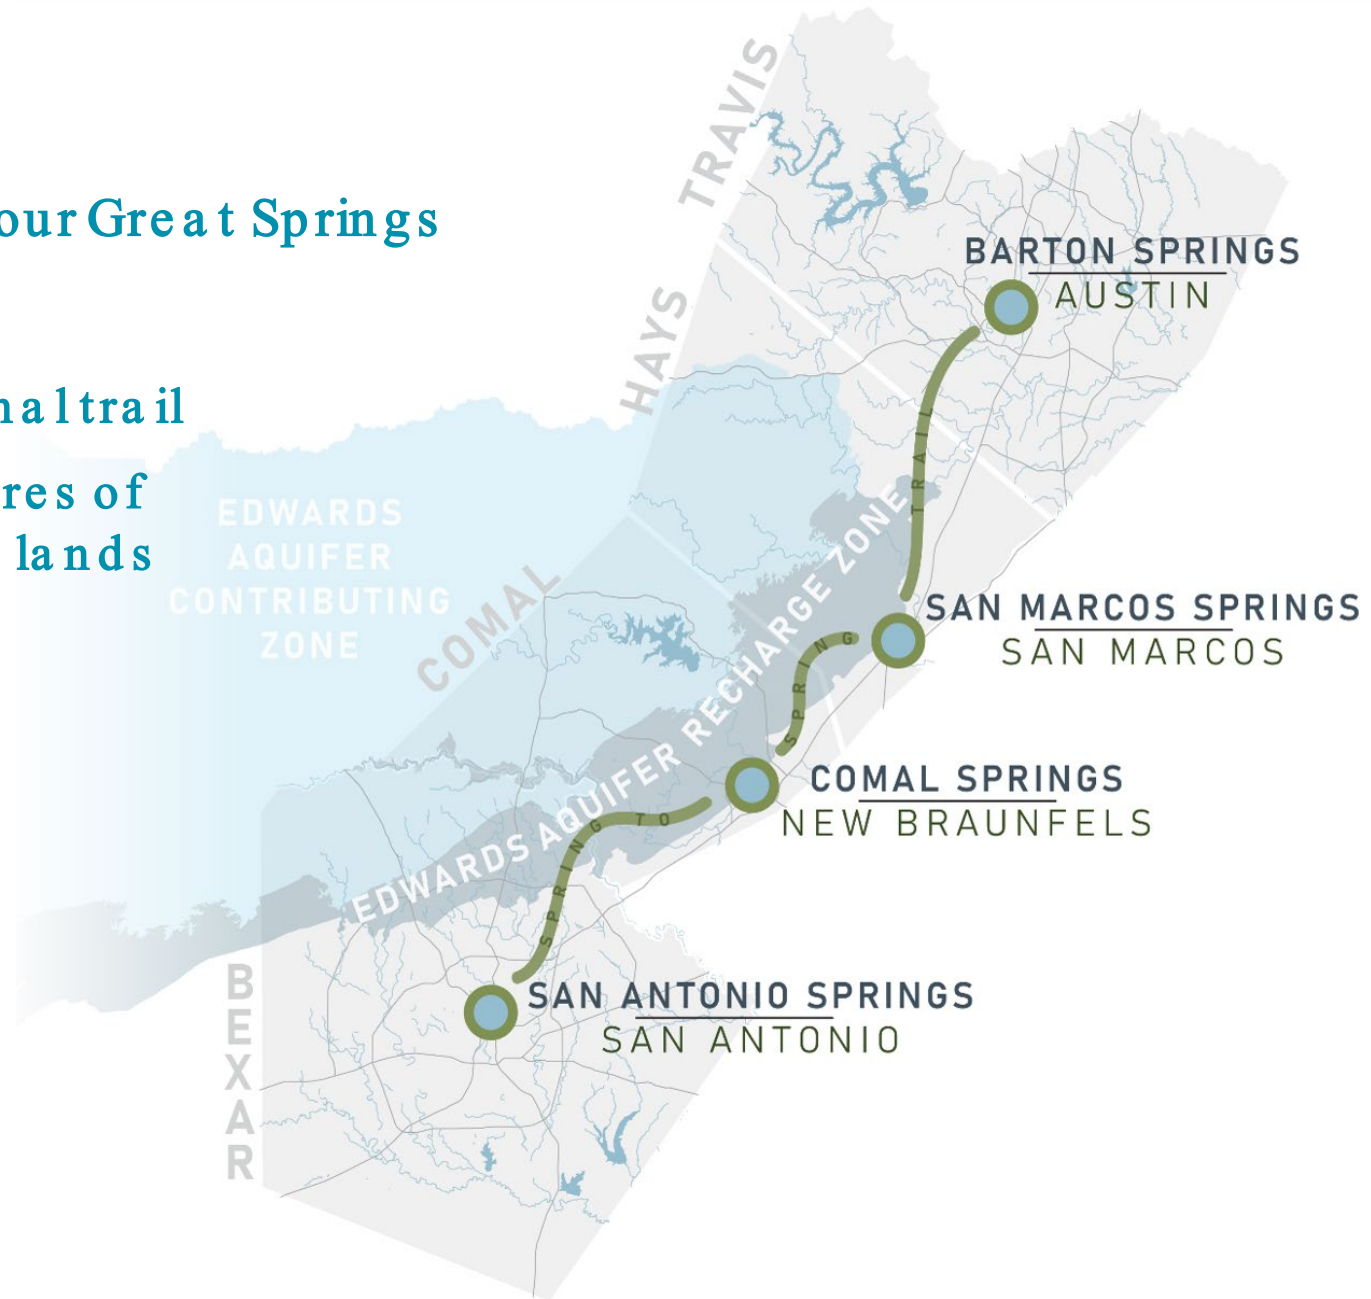 our Great Springs
nal trail
res of
lands
TRAVIS
HAYS
COMAL
BEXAR
EDWARDS
AQUIFER
CONTRIBUTING
ZONE
EDWARDS AQUIFER RECHARGE ZONE
BARTON SPRINGS
AUSTIN
SAN MARCOS SPRINGS
SAN MARCOS
COMAL SPRINGS
NEW BRAUNFELS
SAN ANTONIO SPRINGS
SAN ANTONIO
SPRING TO
SPRING
TRAIL